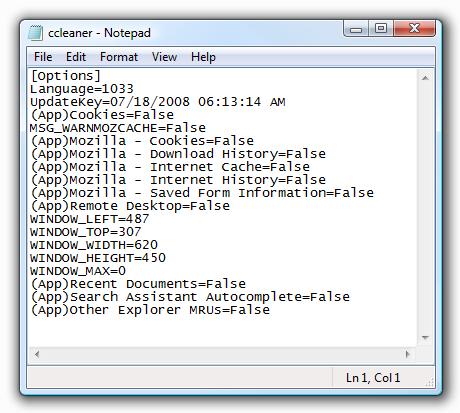 ccleaner - Notepad
File Edit Format View Help
[Options]
Language=1033
UpdateKey=07/18/2008 06:13:14 AM
(App)Cookies=False
MSG_WARNMOZCACHE=False
(App)Mozilla - Cookies=False
(App)Mozilla - Download History=False
(App)Mozilla - Internet Cache=False
(App)Mozilla - Internet History=False
(App)Mozilla - Saved Form Information=False
(App)Remote Desktop=False
WINDOW_LEFT=487
WINDOW_TOP=307
WINDOW_WIDTH=620
WINDOW_HEIGHT=450
WINDOW_MAX=0
(App)Recent Documents=False
(App)Search Assistant Autocomplete=False
(App)Other Explorer MRUs=False
Ln 1, Col 1